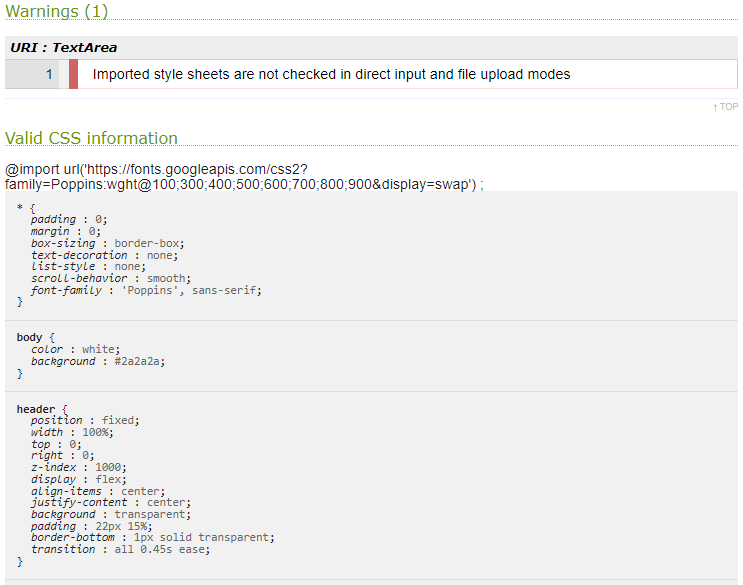 Warnings (1)
URI : TextArea
1 Imported style sheets are not checked in direct input and file upload modes
↑ TOP
Valid CSS information
@import url('https://fonts.googleapis.com/css2?
family=Poppins:wght@100;300;400;500;600;700;800;900&display=swap') ;
* {
padding : 0;
margin : 0;
box-sizing : border-box;
text-decoration : none;
list-style : none;
scroll-behavior : smooth;
font-family : 'Poppins', sans-serif;
}
body {
color : white;
background : #2a2a2a;
}
header {
position : fixed;
width : 100%;
top : 0;
right : 0;
z-index : 1000;
display : flex;
align-items : center;
justify-content : center;
background : transparent;
padding : 22px 15%;
border-bottom : 1px solid transparent;
transition : all 0.45s ease;
}